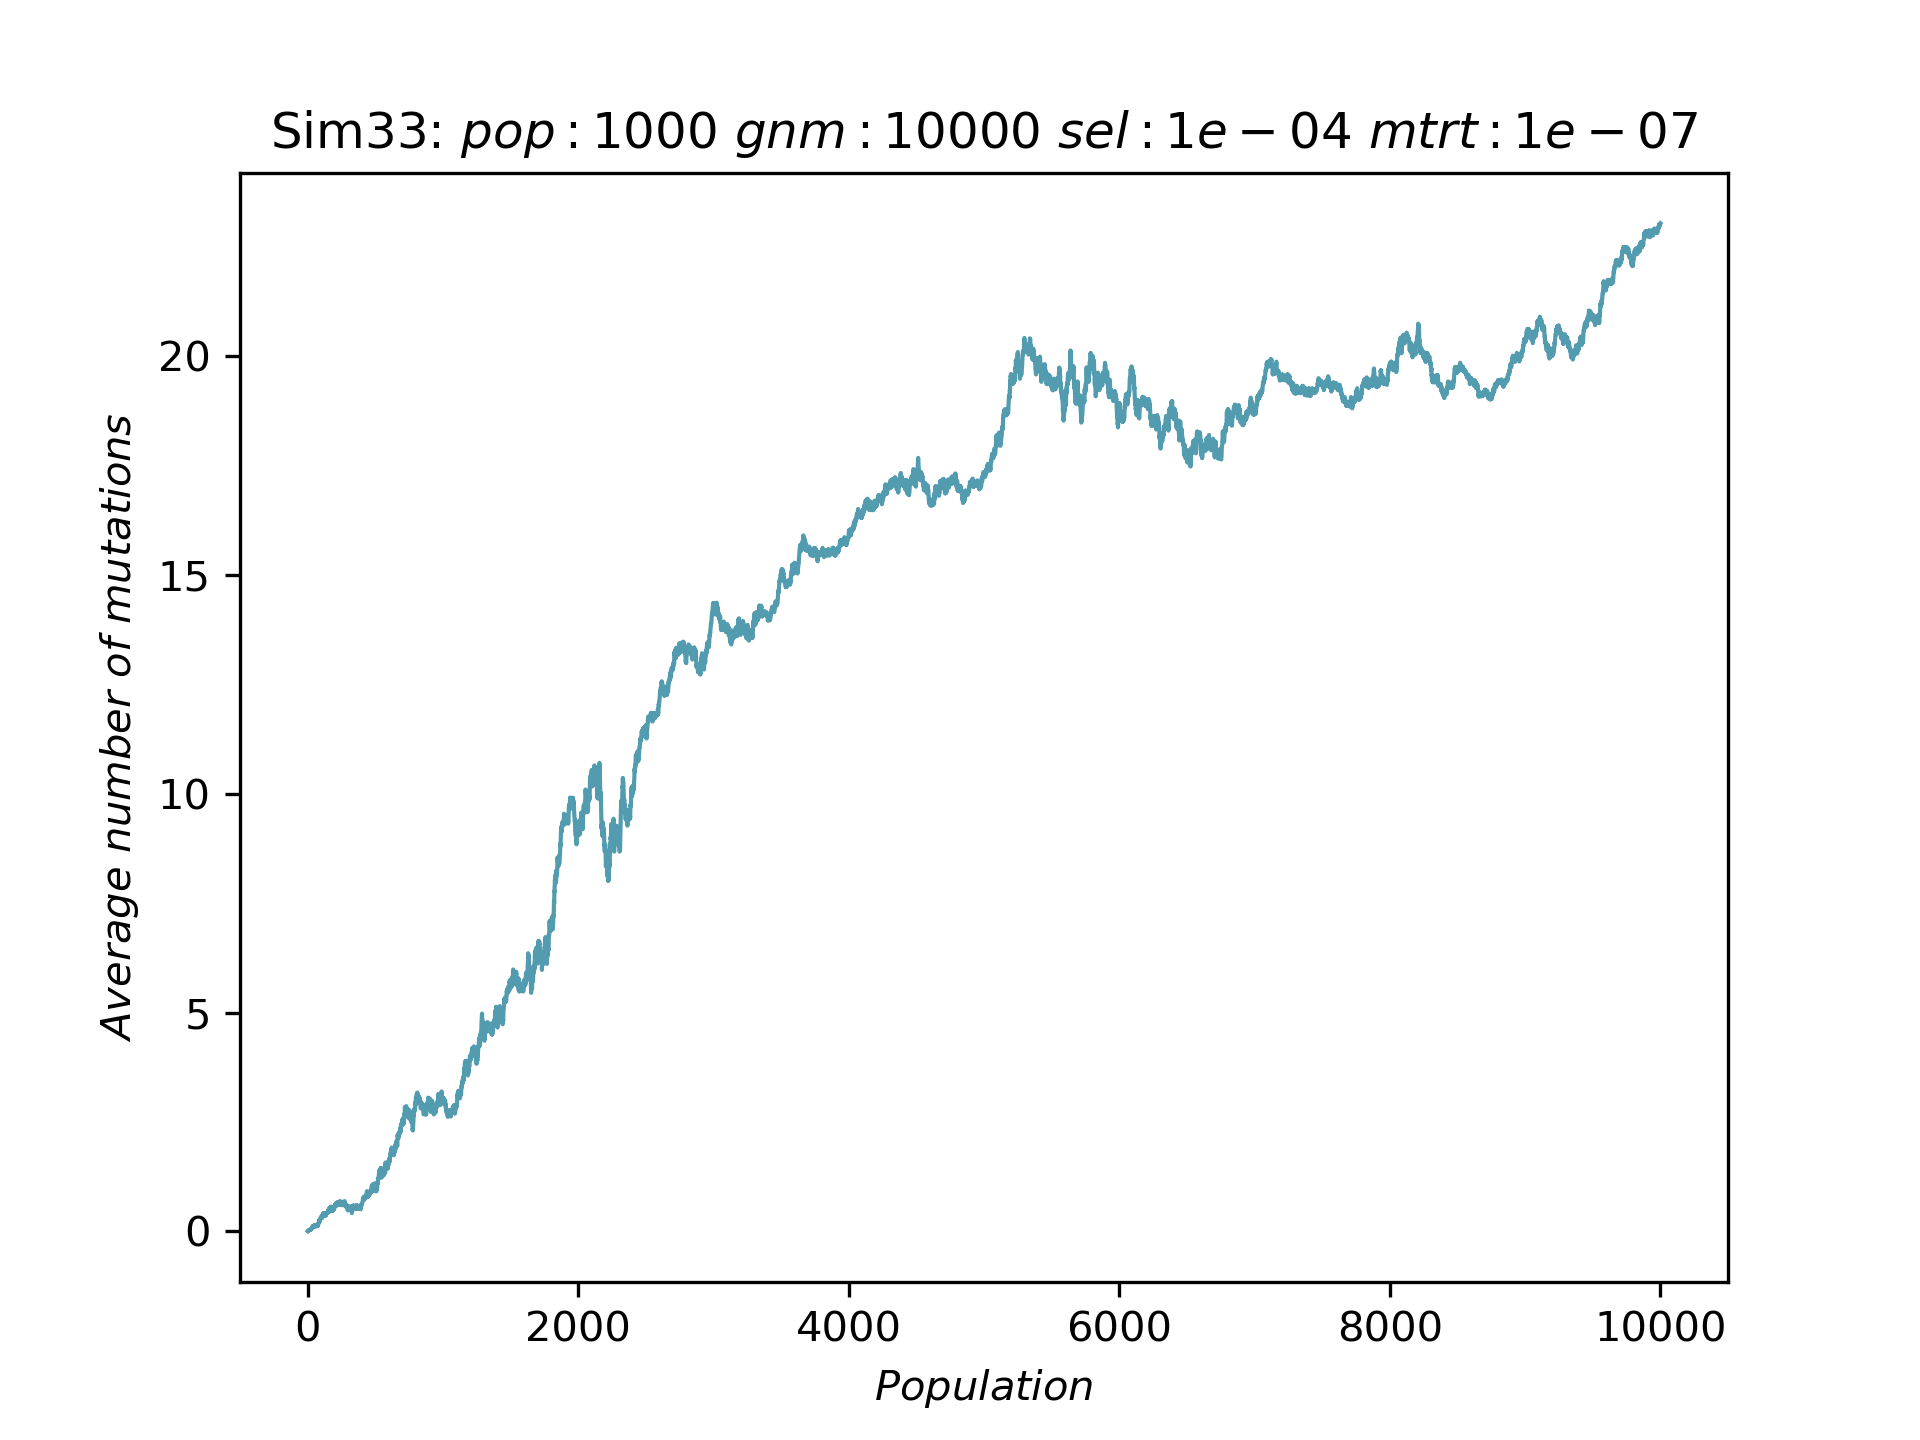 Sim33: pop : 1000 gnm : 10000 sel : 1e − 04 mtrt : 1e − 07
20
15
10
5
0
Average number of mutations
0 2000 4000 6000 8000 10000
Population